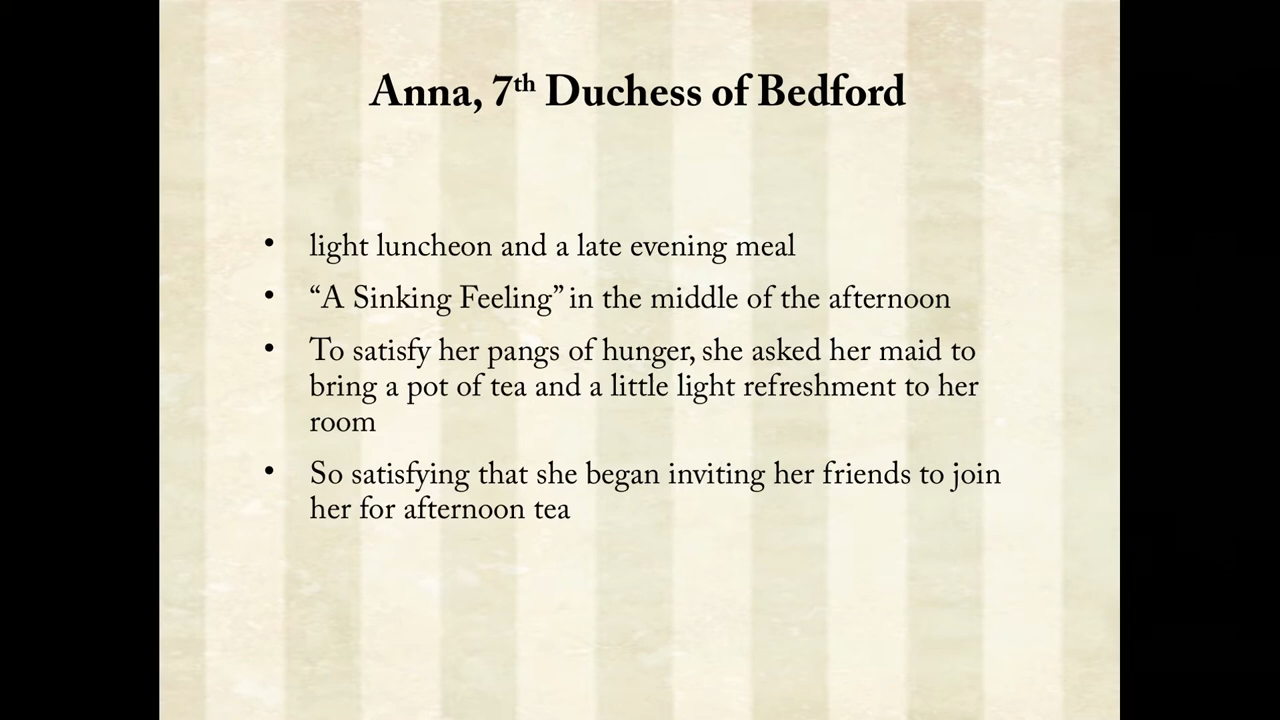 Anna, 7th Duchess of Bedford
• light luncheon and a late evening meal
• “A Sinking Feeling” in the middle of the afternoon
• To satisfy her pangs of hunger, she asked her maid to
bring a pot of tea and a little light refreshment to her
room
• So satisfying that she began inviting her friends to join
her for afternoon tea